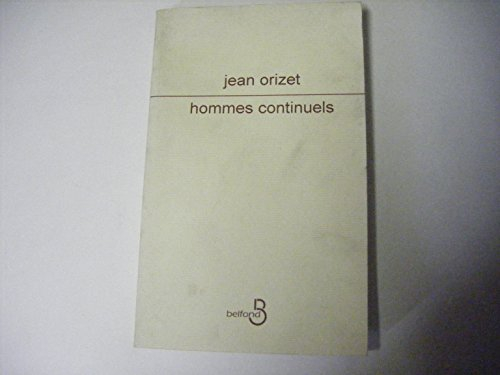 jean orizet
hommes continuels
belfond